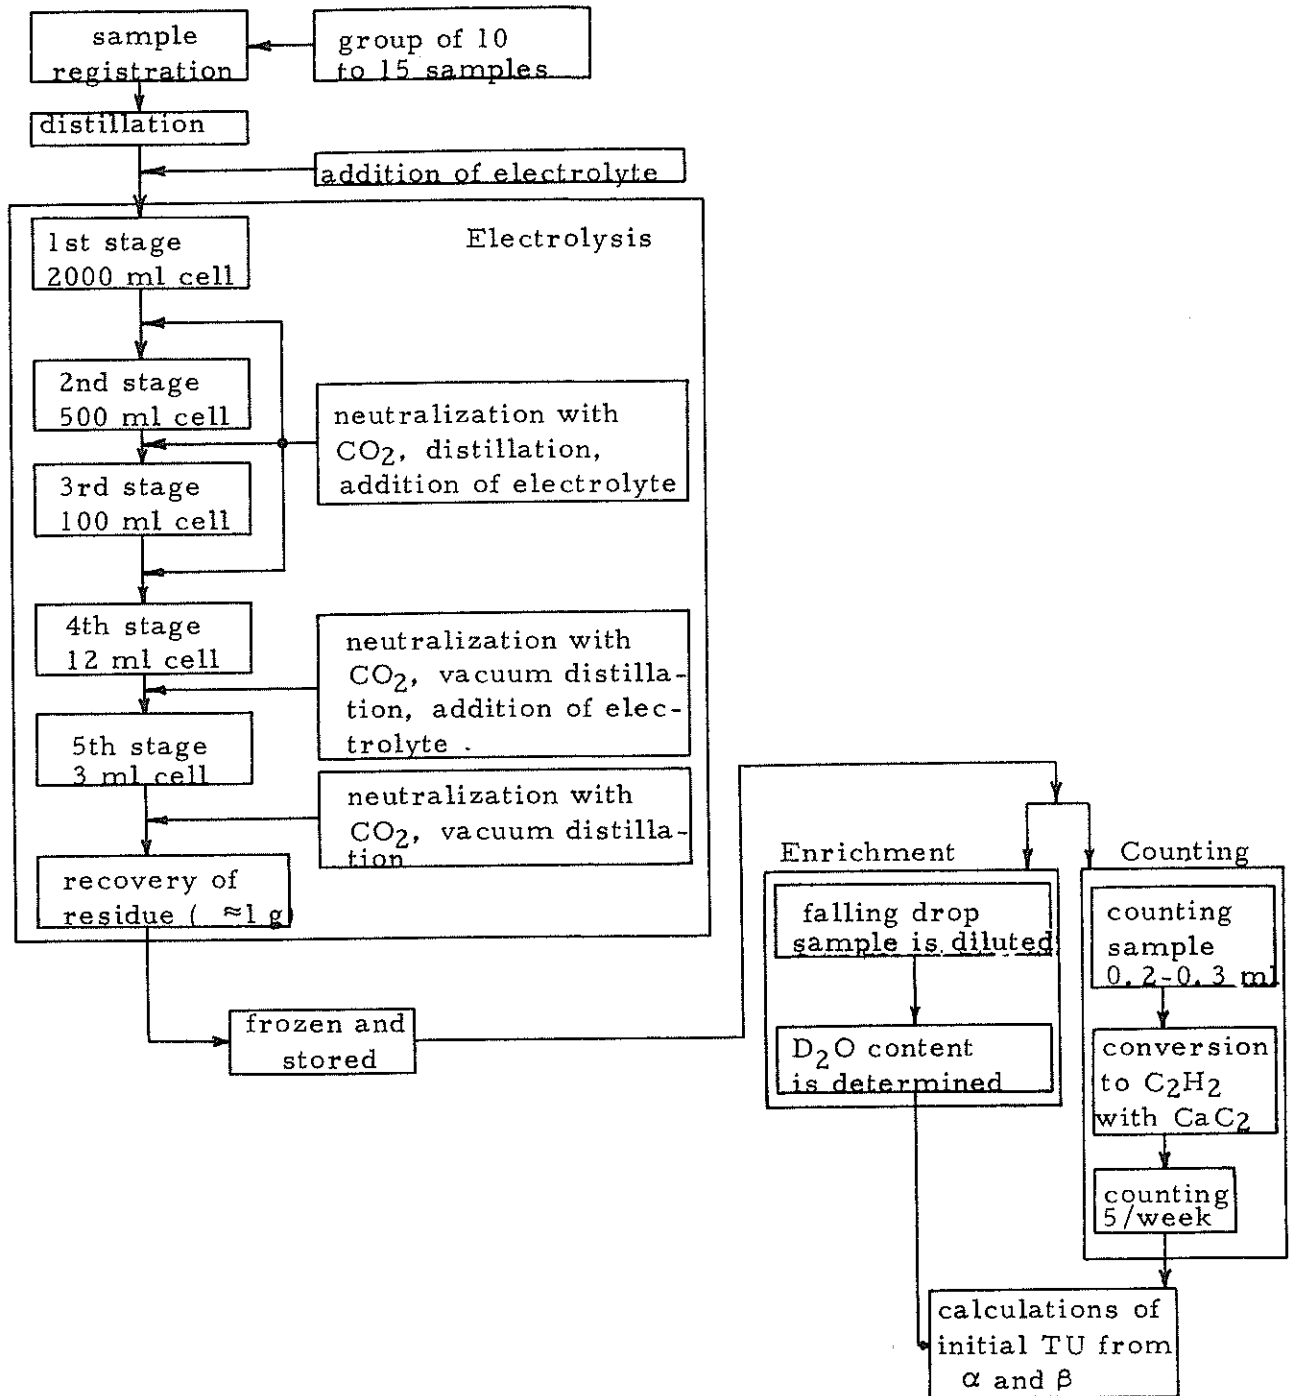 sample
registration
group of 10
to 15 samples
distillation
addition of electrolyte
Electrolysis
1st stage
2000 ml cell
2nd stage
500 ml cell
neutralization with
CO2, distillation,
addition of electrolyte
3rd stage
100 ml cell
4th stage
12 ml cell
neutralization with
CO2, vacuum distilla-
tion, addition of elec-
trolyte .
5th stage
3 ml cell
neutralization with
CO2, vacuum distilla-
tion
recovery of
residue ( ≈1 g)
frozen and
stored
Enrichment
falling drop
sample is diluted
D2O content
is determined
Counting
counting
sample
0.2-0.3 ml
conversion
to C2H2
with CaC2
counting
5/week
calculations of
initial TU from
α and β